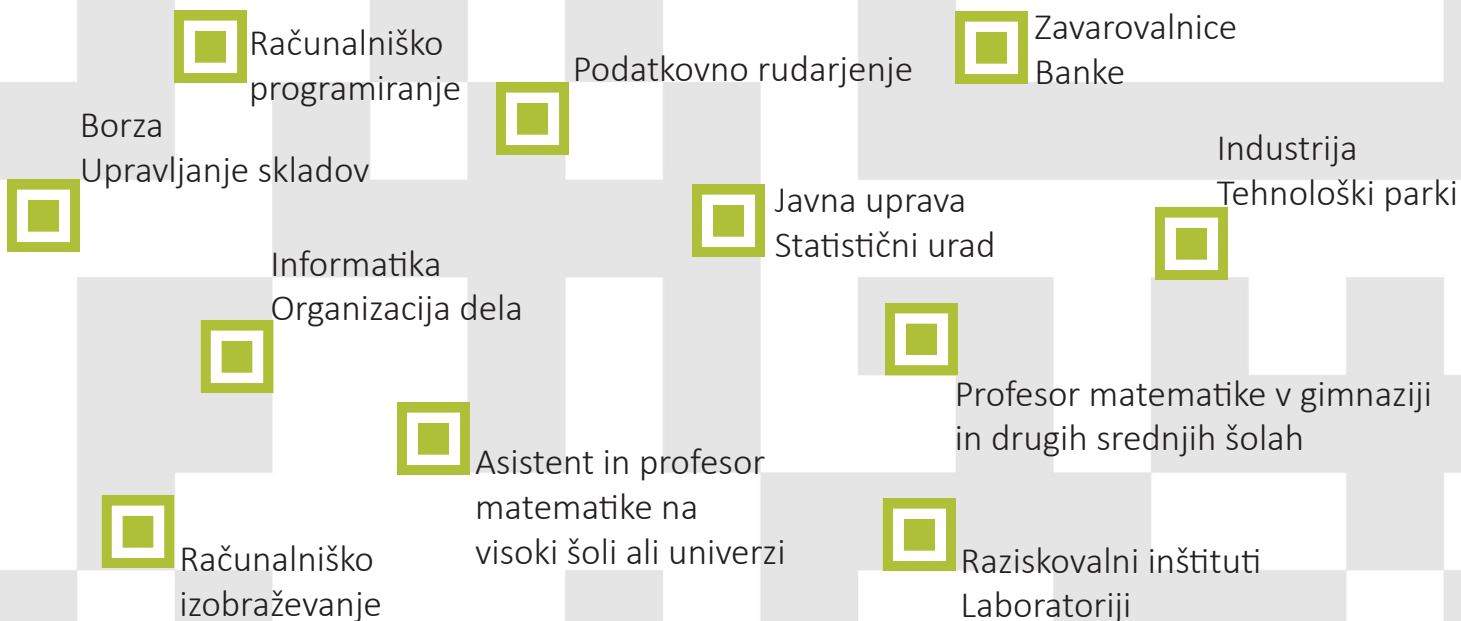 Računalniško
programiranje
Podatkovno rudarjenje
Zavarovalnice
Banke
Borza
Upravljanje skladov
Javna uprava
Statistični urad
Industrija
Tehnološki parki
Informatika
Organizacija dela
Profesor matematike v gimnaziji
in drugih srednjih šolah
Asistent in profesor
matematike na
visoki šoli ali univerzi
Računalniško
izobraževanje
Raziskovalni inštituti
Laboratoriji